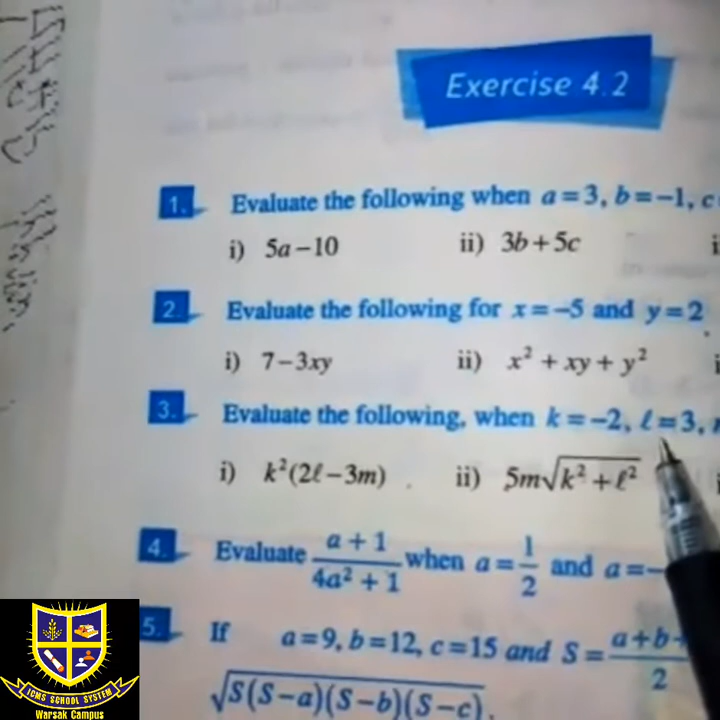 Exercise 4.2
1. Evaluate the following when a=3, b=−1, c
i) 5a−10 ii) 3b+5c i
2. Evaluate the following for x=−5 and y=2
i) 7−3xy ii) x²+xy+y² i
3. Evaluate the following, when k=−2, ℓ=3,
i) k²(2ℓ−3m) ii) 5m√(k²+ℓ²)
4. Evaluate (a+1)/(4a²+1) when a=1/2 and a=−
5. If a=9, b=12, c=15 and S=(a+b+)/2
√(S(S−a)(S−b)(S−c)).
ICMS SCHOOL SYSTEM
Warsak Campus